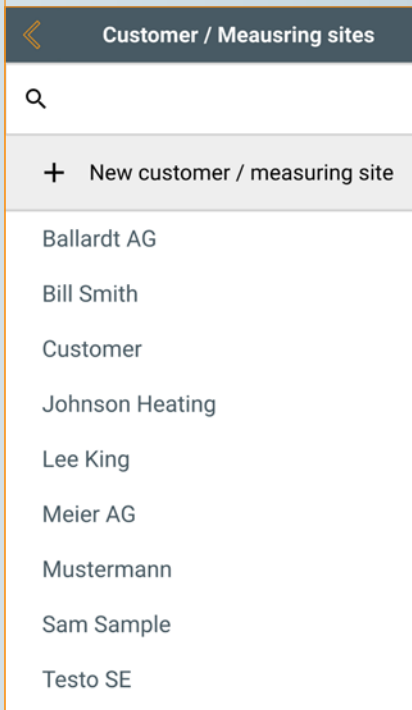 Customer / Meausring sites
New customer / measuring site
Ballardt AG
Bill Smith
Customer
Johnson Heating
Lee King
Meier AG
Mustermann
Sam Sample
Testo SE